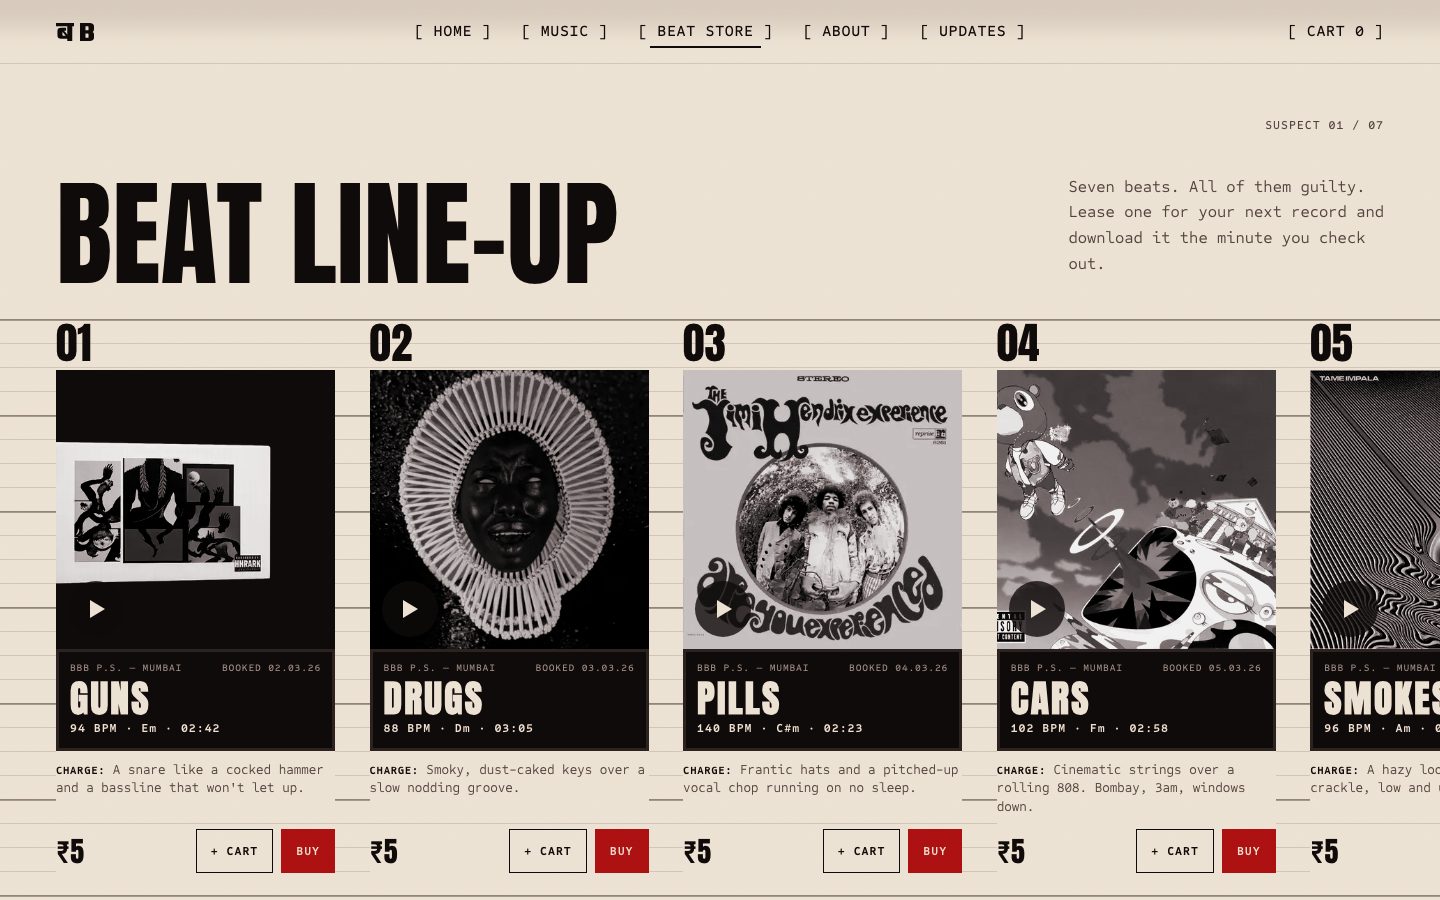 ब B
[ HOME ] [ MUSIC ] [ BEAT STORE ] [ ABOUT ] [ UPDATES ] [ CART 0 ]
SUSPECT 01 / 07
BEAT LINE-UP
Seven beats. All of them guilty.
Lease one for your next record and
download it the minute you check
out.
01 02 03 04 05
STEREO
THE
Jimi Hendrix experience
are you experienced
TAME IMPALA
BBB P.S. — MUMBAI BOOKED 02.03.26
GUNS
94 BPM · Em · 02:42
CHARGE: A snare like a cocked hammer
and a bassline that won't let up.
₹5 + CART BUY
BBB P.S. — MUMBAI BOOKED 03.03.26
DRUGS
88 BPM · Dm · 03:05
CHARGE: Smoky, dust-caked keys over a
slow nodding groove.
₹5 + CART BUY
BBB P.S. — MUMBAI BOOKED 04.03.26
PILLS
140 BPM · C#m · 02:23
CHARGE: Frantic hats and a pitched-up
vocal chop running on no sleep.
₹5 + CART BUY
BBB P.S. — MUMBAI BOOKED 05.03.26
CARS
102 BPM · Fm · 02:58
CHARGE: Cinematic strings over a
rolling 808. Bombay, 3am, windows
down.
₹5 + CART BUY
BBB P.S. — MUMBAI
SMOKES
96 BPM · Am ·
CHARGE: A hazy
crackle, low and
₹5